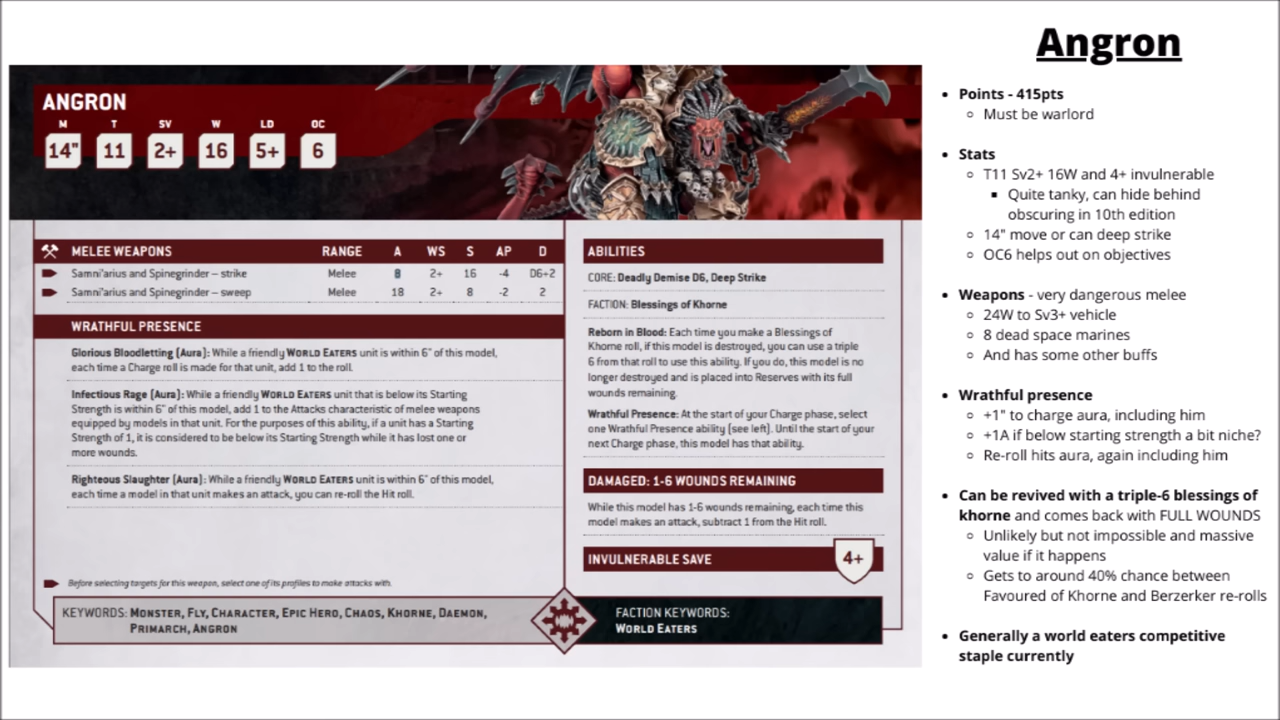 Angron
ANGRON
M T SV W LD OC
14" 11 2+ 16 5+ 6
MELEE WEAPONS RANGE A WS S AP D
Samni'arius and Spinegrinder – strike Melee 8 2+ 16 -4 D6+2
Samni'arius and Spinegrinder – sweep Melee 18 2+ 8 -2 2
WRATHFUL PRESENCE
Glorious Bloodletting (Aura): While a friendly WORLD EATERS unit is within 6" of this model,
each time a Charge roll is made for that unit, add 1 to the roll.
Infectious Rage (Aura): While a friendly WORLD EATERS unit that is below its Starting
Strength is within 6" of this model, add 1 to the Attacks characteristic of melee weapons
equipped by models in that unit. For the purposes of this ability, if a unit has a Starting
Strength of 1, it is considered to be below its Starting Strength while it has lost one or
more wounds.
Righteous Slaughter (Aura): While a friendly WORLD EATERS unit is within 6" of this model,
each time a model in that unit makes an attack, you can re-roll the Hit roll.
Before selecting targets for this weapon, select one of its profiles to make attacks with.
KEYWORDS: MONSTER, FLY, CHARACTER, EPIC HERO, CHAOS, KHORNE, DAEMON,
PRIMARCH, ANGRON
ABILITIES
CORE: Deadly Demise D6, Deep Strike
FACTION: Blessings of Khorne
Reborn in Blood: Each time you make a Blessings of
Khorne roll, if this model is destroyed, you can use a triple
6 from that roll to use this ability. If you do, this model is no
longer destroyed and is placed into Reserves with its full
wounds remaining.
Wrathful Presence: At the start of your Charge phase, select
one Wrathful Presence ability (see left). Until the start of your
next Charge phase, this model has that ability.
DAMAGED: 1-6 WOUNDS REMAINING
While this model has 1-6 wounds remaining, each time this
model makes an attack, subtract 1 from the Hit roll.
INVULNERABLE SAVE 4+
FACTION KEYWORDS:
WORLD EATERS
• Points - 415pts
○ Must be warlord
• Stats
○ T11 Sv2+ 16W and 4+ invulnerable
■ Quite tanky, can hide behind
obscuring in 10th edition
○ 14" move or can deep strike
○ OC6 helps out on objectives
• Weapons - very dangerous melee
○ 24W to Sv3+ vehicle
○ 8 dead space marines
○ And has some other buffs
• Wrathful presence
○ +1" to charge aura, including him
○ +1A if below starting strength a bit niche?
○ Re-roll hits aura, again including him
• Can be revived with a triple-6 blessings of
khorne and comes back with FULL WOUNDS
○ Unlikely but not impossible and massive
value if it happens
○ Gets to around 40% chance between
Favoured of Khorne and Berzerker re-rolls
• Generally a world eaters competitive
staple currently